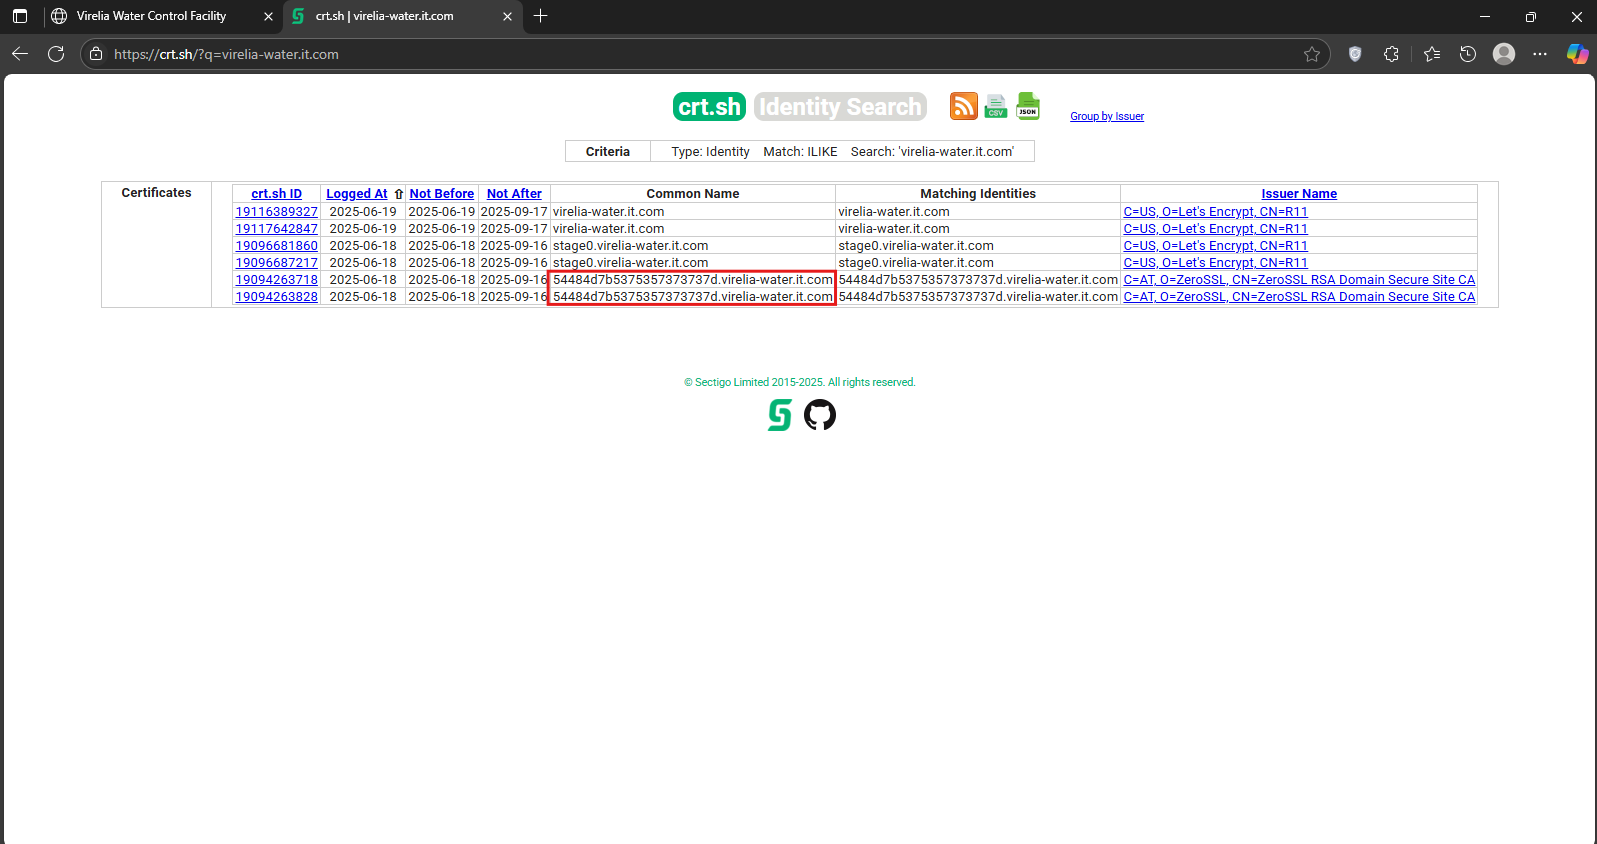 Virelia Water Control Facility
crt.sh | virelia-water.it.com
https://crt.sh/?q=virelia-water.it.com
crt.sh Identity Search CSV JSON Group by Issuer
Criteria Type: Identity Match: ILIKE Search: 'virelia-water.it.com'
Certificates crt.sh ID Logged At ⇧ Not Before Not After Common Name Matching Identities Issuer Name
19116389327 2025-06-19 2025-06-19 2025-09-17 virelia-water.it.com virelia-water.it.com C=US, O=Let's Encrypt, CN=R11
19117642847 2025-06-19 2025-06-19 2025-09-17 virelia-water.it.com virelia-water.it.com C=US, O=Let's Encrypt, CN=R11
19096681860 2025-06-18 2025-06-18 2025-09-16 stage0.virelia-water.it.com stage0.virelia-water.it.com C=US, O=Let's Encrypt, CN=R11
19096687217 2025-06-18 2025-06-18 2025-09-16 stage0.virelia-water.it.com stage0.virelia-water.it.com C=US, O=Let's Encrypt, CN=R11
19094263718 2025-06-18 2025-06-18 2025-09-16 54484d7b5375357373737d.virelia-water.it.com 54484d7b5375357373737d.virelia-water.it.com C=AT, O=ZeroSSL, CN=ZeroSSL RSA Domain Secure Site CA
19094263828 2025-06-18 2025-06-18 2025-09-16 54484d7b5375357373737d.virelia-water.it.com 54484d7b5375357373737d.virelia-water.it.com C=AT, O=ZeroSSL, CN=ZeroSSL RSA Domain Secure Site CA
© Sectigo Limited 2015-2025. All rights reserved.